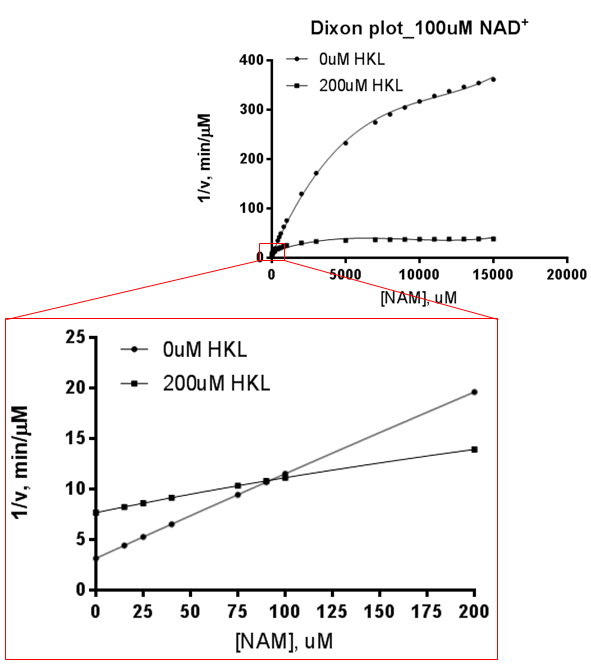 Dixon plot_100uM NAD+
0uM HKL
200uM HKL
400
300
200
100
0
1/v, min/μM
0 5000 10000 15000 20000
[NAM], uM
25
20
15
10
5
0
0uM HKL
200uM HKL
1/v, min/μM
0 25 50 75 100 125 150 175 200
[NAM], uM